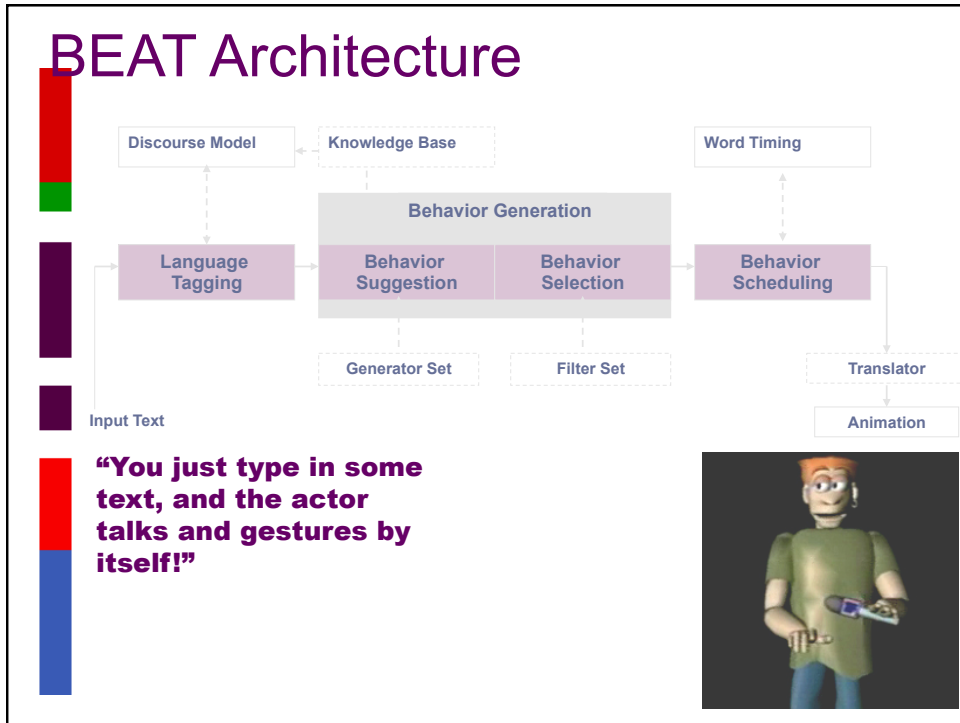 BEAT Architecture
Discourse Model
Knowledge Base
Word Timing
Behavior Generation
Language
Tagging
Behavior
Suggestion
Behavior
Selection
Behavior
Scheduling
Generator Set
Filter Set
Translator
Input Text
Animation
“You just type in some
text, and the actor
talks and gestures by
itself!”